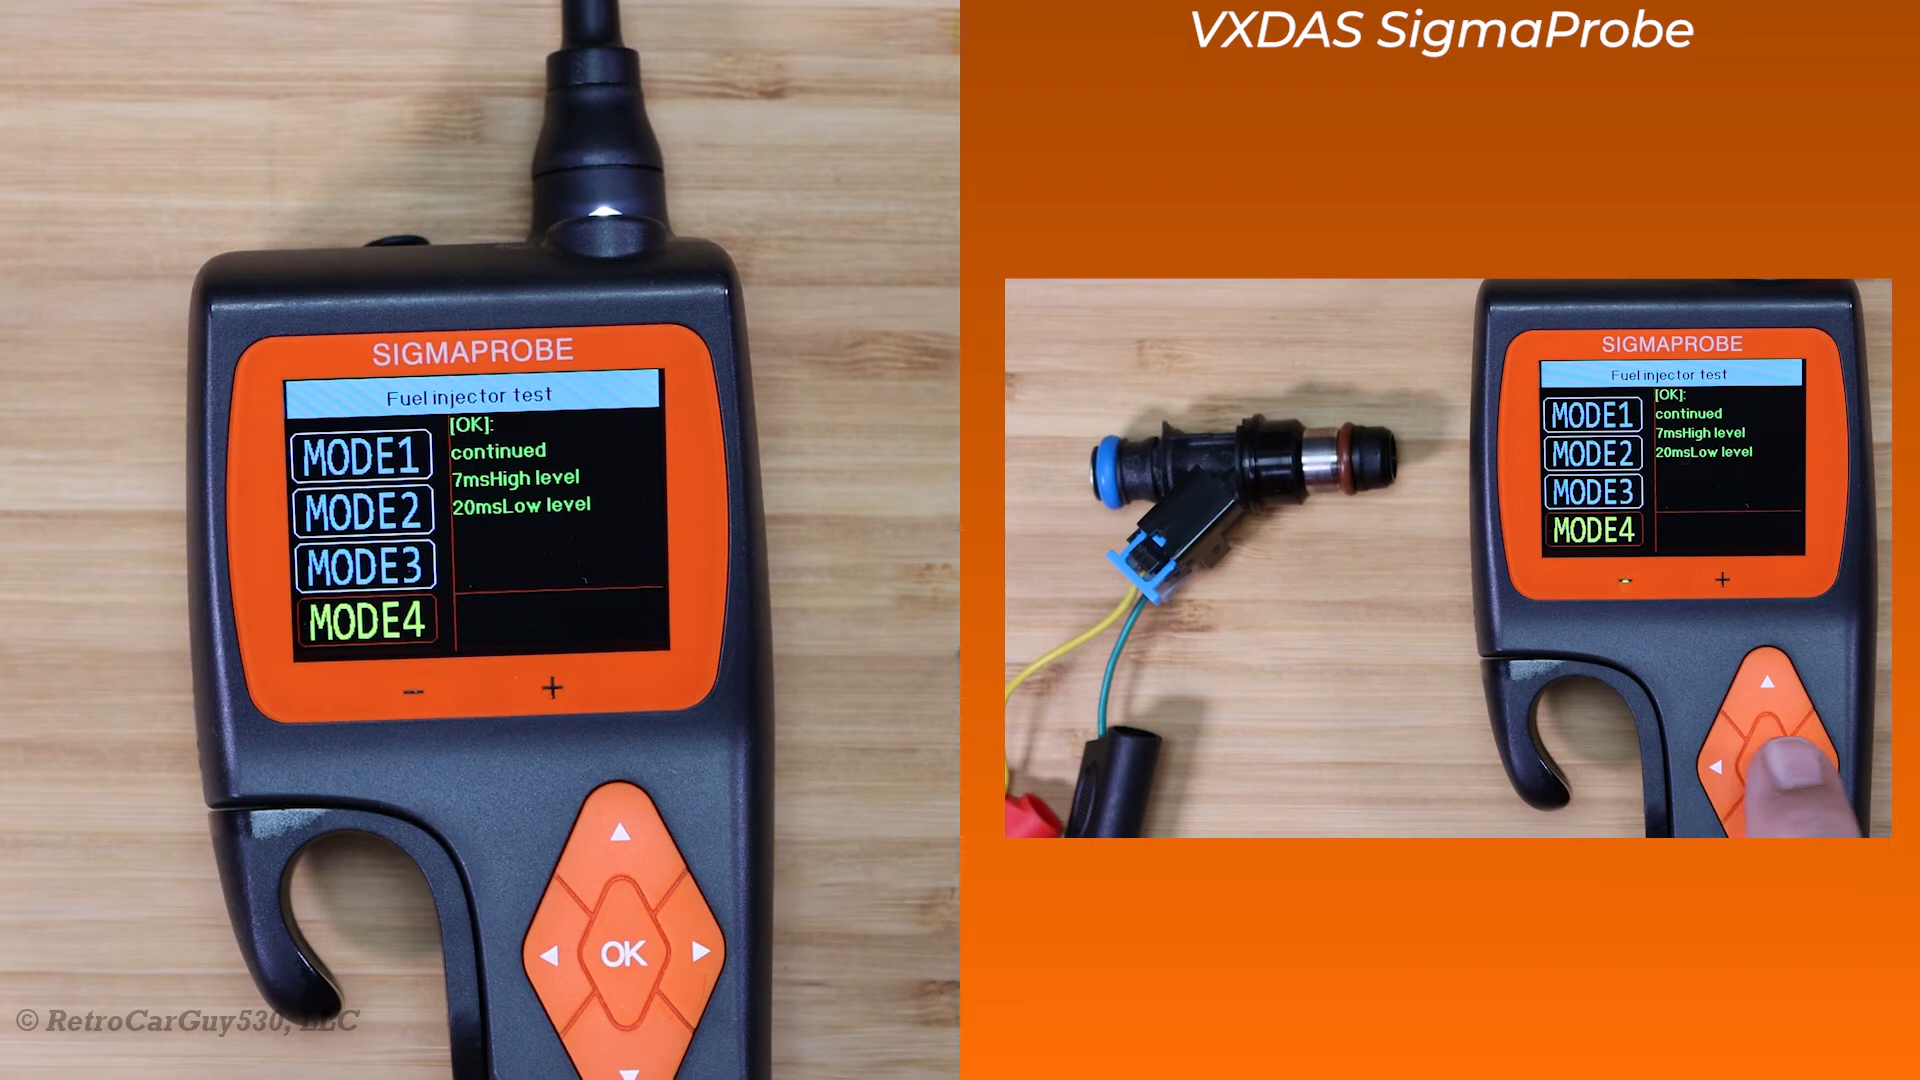 VXDAS SigmaProbe
SIGMAPROBE
Fuel injector test
MODE1
MODE2
MODE3
MODE4
[OK]:
continued
7msHigh level
20msLow level
- +
OK
© RetroCarGuy530, LLC
SIGMAPROBE
Fuel injector test
MODE1
MODE2
MODE3
MODE4
[OK]:
continued
7msHigh level
20msLow level
- +